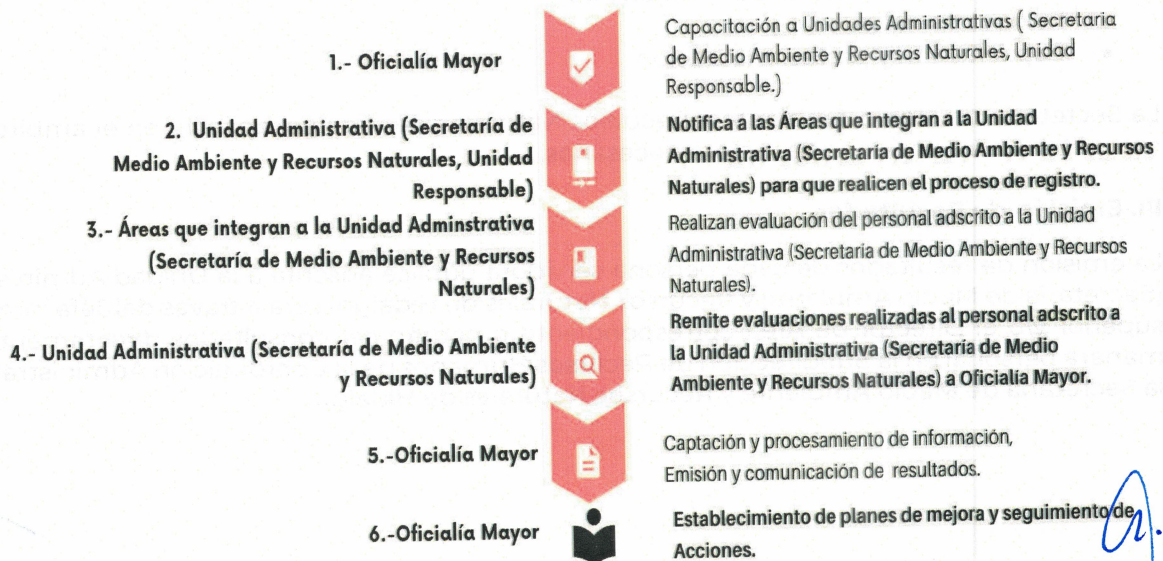 1.- Oficialía Mayor
Capacitación a Unidades Administrativas ( Secretaria
de Medio Ambiente y Recursos Naturales, Unidad
Responsable.)
2. Unidad Administrativa (Secretaría de
Medio Ambiente y Recursos Naturales, Unidad
Responsable)
Notifica a las Áreas que integran a la Unidad
Administrativa (Secretaría de Medio Ambiente y Recursos
Naturales) para que realicen el proceso de registro.
3.- Áreas que integran a la Unidad Adminstrativa
(Secretaría de Medio Ambiente y Recursos
Naturales)
Realizan evaluación del personal adscrito a la Unidad
Administrativa (Secretaría de Medio Ambiente y Recursos
Naturales).
4.- Unidad Administrativa (Secretaría de Medio Ambiente
y Recursos Naturales)
Remite evaluaciones realizadas al personal adscrito a
la Unidad Administrativa (Secretaría de Medio
Ambiente y Recursos Naturales) a Oficialía Mayor.
5.-Oficialía Mayor
Captación y procesamiento de información,
Emisión y comunicación de resultados.
6.-Oficialía Mayor
Establecimiento de planes de mejora y seguimiento de
Acciones.